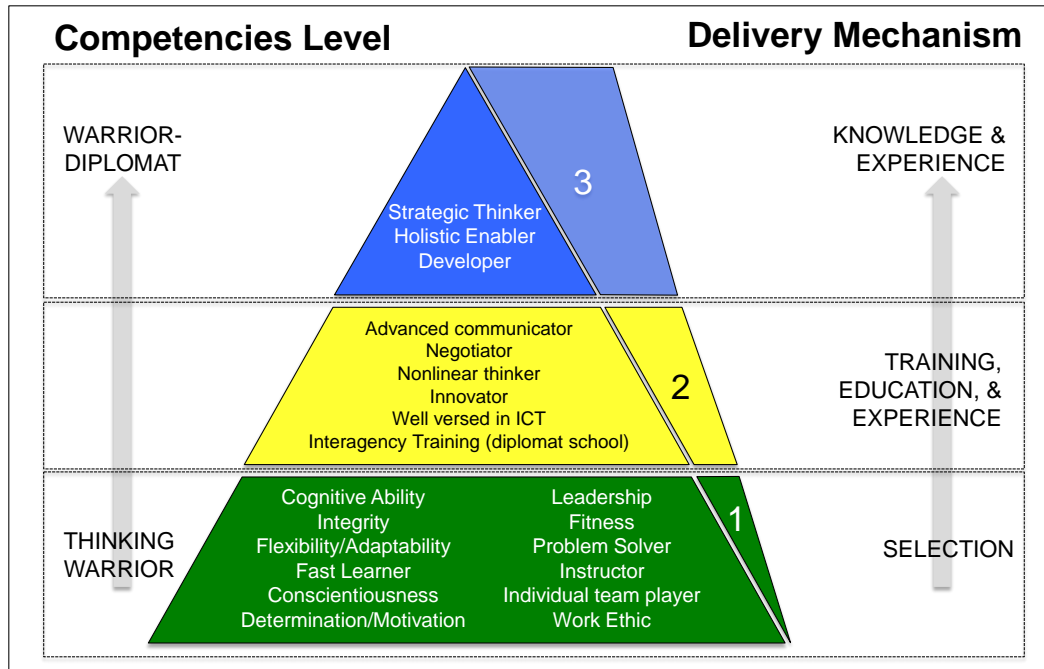 Competencies Level
Delivery Mechanism
WARRIOR-
DIPLOMAT
3
Strategic Thinker
Holistic Enabler
Developer
KNOWLEDGE &
EXPERIENCE
Advanced communicator
Negotiator
Nonlinear thinker
Innovator
Well versed in ICT
Interagency Training (diplomat school)
2
TRAINING,
EDUCATION, &
EXPERIENCE
THINKING
WARRIOR
Cognitive Ability
Integrity
Flexibility/Adaptability
Fast Learner
Conscientiousness
Determination/Motivation
Leadership
Fitness
Problem Solver
Instructor
Individual team player
Work Ethic
1
SELECTION